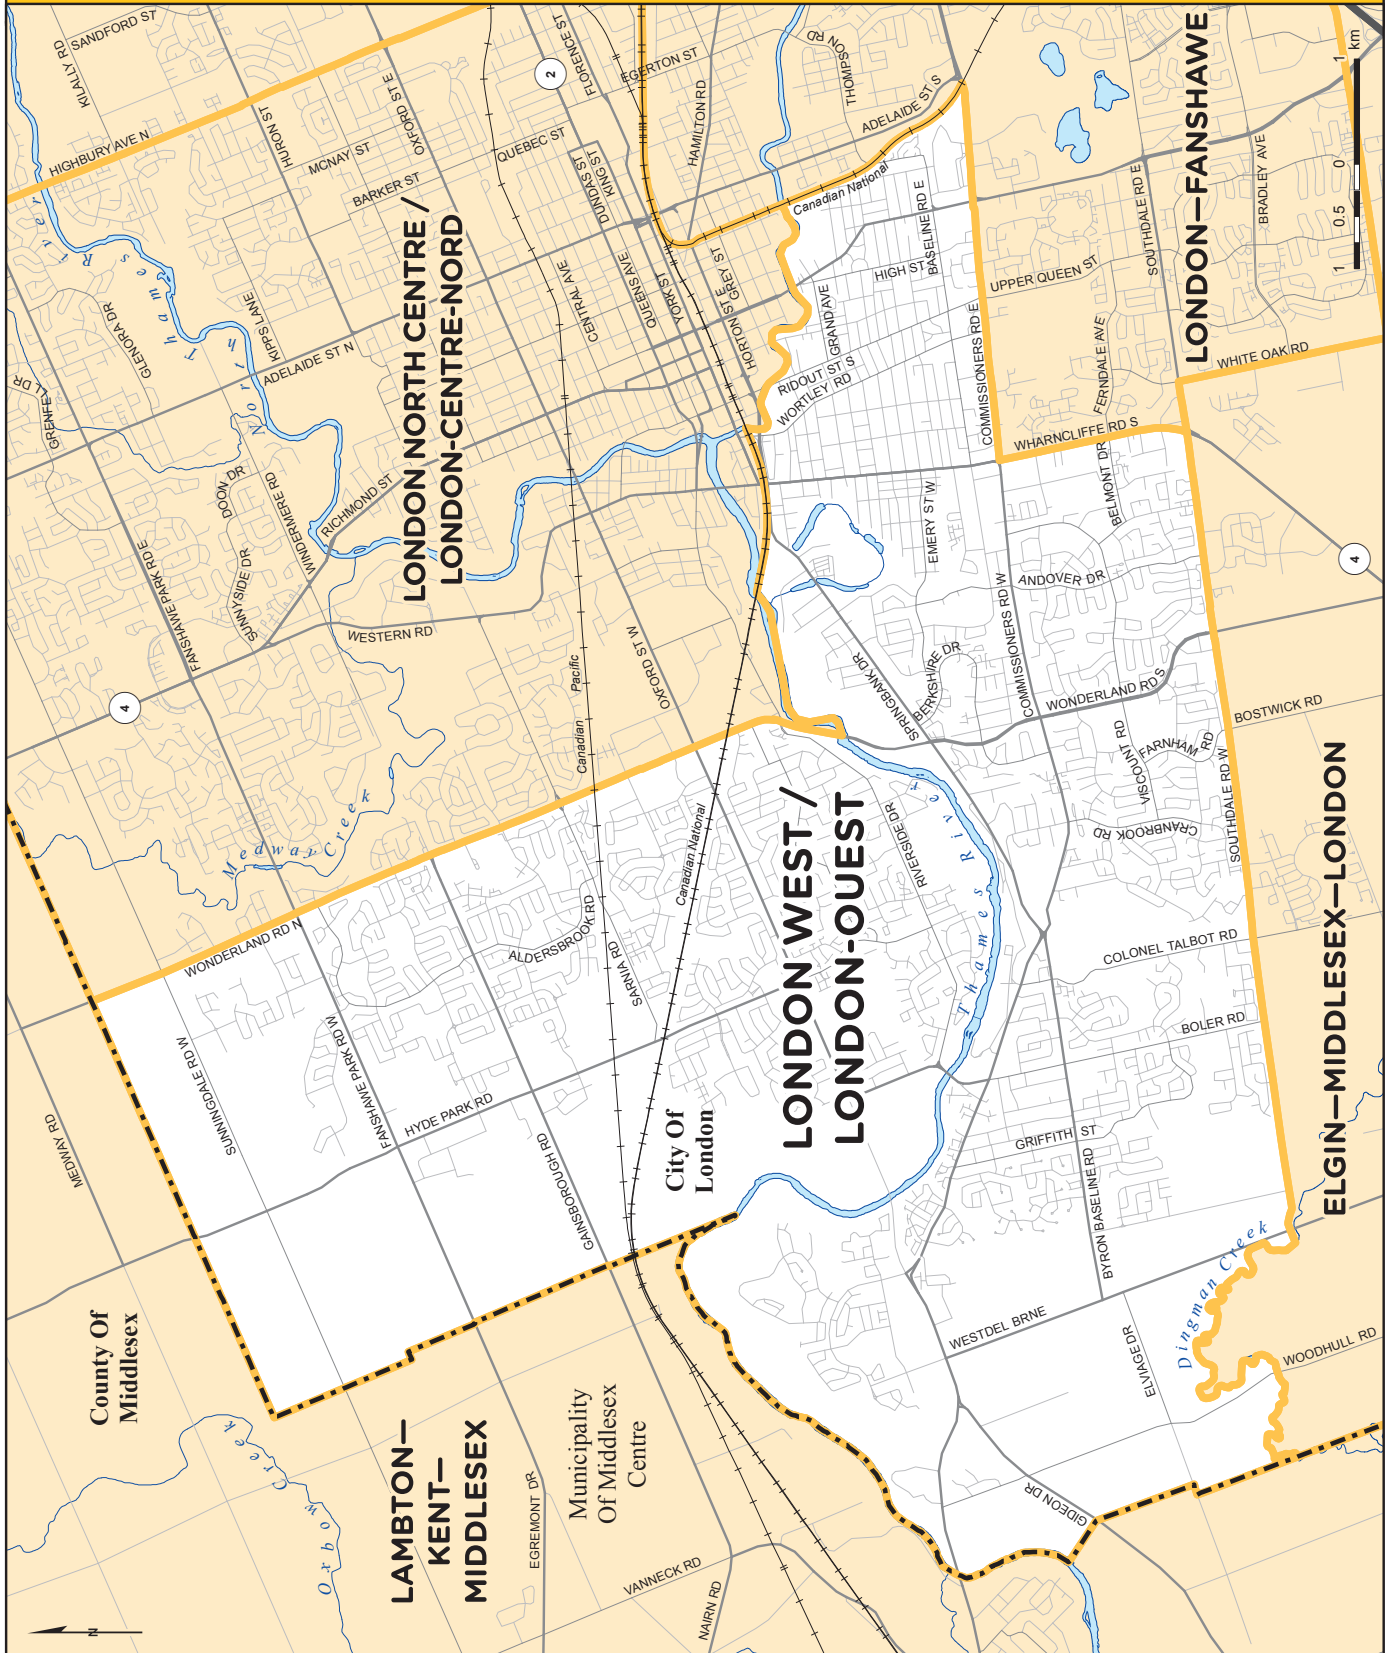 SANDFORD ST
KILALLY RD
HIGHBURY AVE N
HURON ST
MCNAY ST
BARKER ST
OXFORD ST E
QUEBEC ST
2
FLORENCE ST
EGERTON ST
DUNDAS ST
KING ST
HAMILTON RD
THOMPSON RD
ADELAIDE ST S
Canadian National
North Thames River
GLENORA DR
KIPPS LANE
ADELAIDE ST N
GRENFELL DR
LONDON NORTH CENTRE /
LONDON-CENTRE-NORD
CENTRAL AVE
QUEENS AVE
YORK ST
HORTON ST E
GREY ST
GRAND AVE
RIDOUT ST S
WORTLEY RD
HIGH ST
BASELINE RD E
COMMISSIONERS RD E
UPPER QUEEN ST
SOUTHDALE RD E
FERNDALE AVE
BRADLEY AVE
WHITE OAK RD
LONDON—FANSHAWE
1 0.5 0 1 km
DOON DR
WINDERMERE RD
RICHMOND ST
SUNNYSIDE DR
FANSHAWE PARK RD E
WESTERN RD
4
Canadian Pacific
OXFORD ST W
WHARNCLIFFE RD S
BELMONT DR
EMERY ST W
ANDOVER DR
COMMISSIONERS RD W
4
SPRINGBANK DR
BERKSHIRE DR
WONDERLAND RD S
VISCOUNT RD
FARNHAM RD
CRANBROOK RD
SOUTHDALE RD W
BOSTWICK RD
Medway Creek
WONDERLAND RD N
ALDERSBROOK RD
SARNIA RD
Canadian National
RIVERSIDE DR
Thames River
LONDON WEST /
LONDON-OUEST
COLONEL TALBOT RD
BOLER RD
ELGIN—MIDDLESEX—LONDON
SUNNINGDALE RD W
FANSHAWE PARK RD W
HYDE PARK RD
GAINSBOROUGH RD
MEDWAY RD
City Of
London
GRIFFITH ST
BYRON BASELINE RD
WESTDEL BRNE
ELVIAGE DR
Dingman Creek
WOODHULL RD
GIDEON DR
County Of
Middlesex
Oxbow Creek
LAMBTON—
KENT—
MIDDLESEX
Municipality
Of Middlesex
Centre
EGREMONT DR
VANNECK RD
NAIRN RD
N